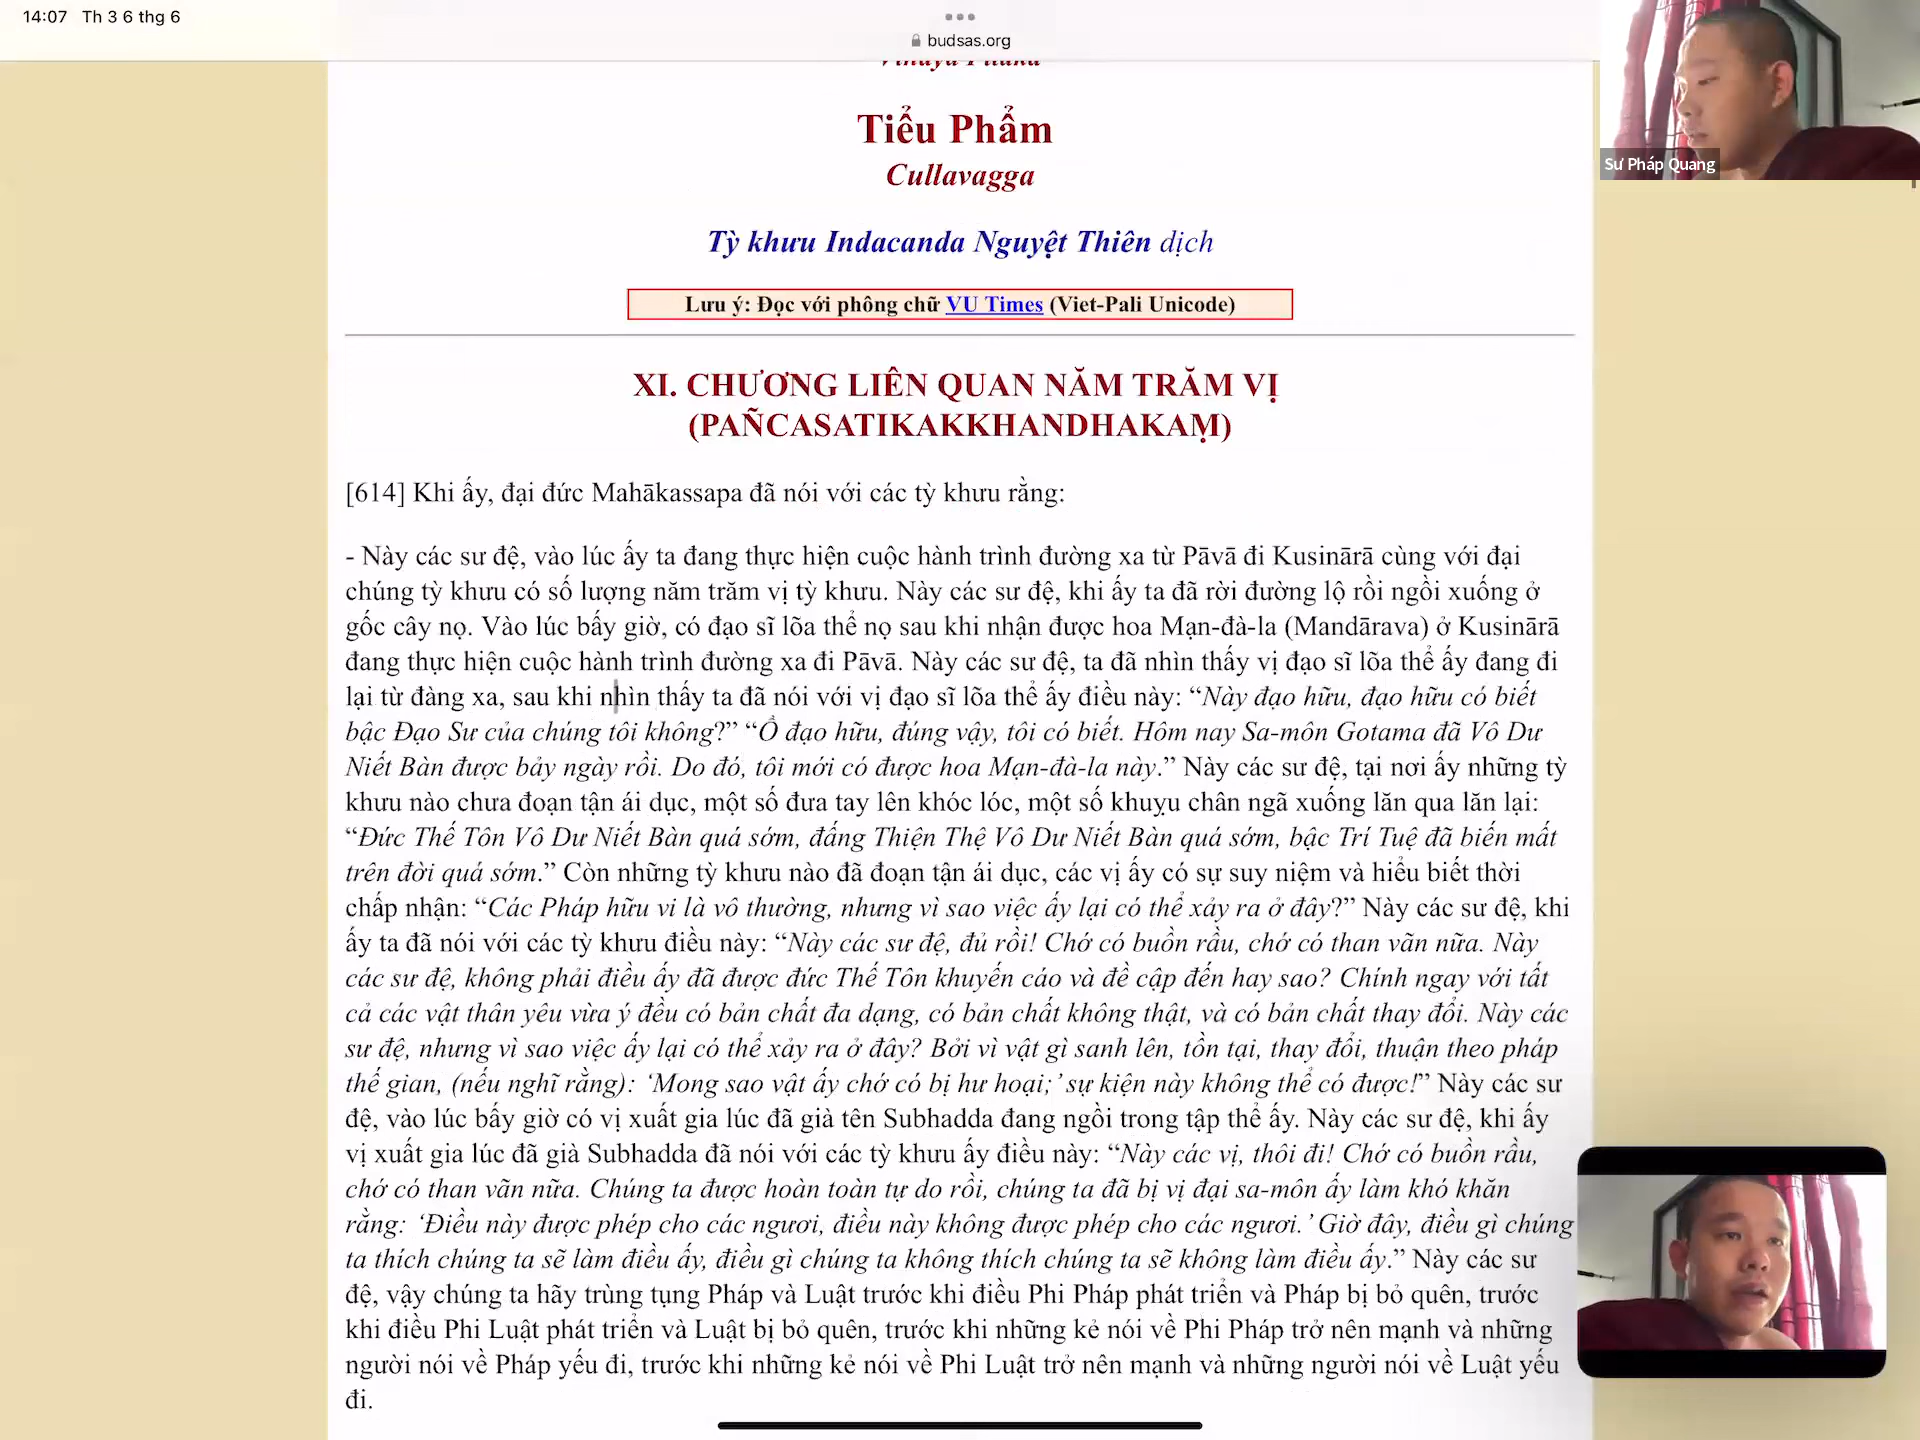 14:07 Th 3 6 thg 6
budsas.org
Vinaya Pitaka
Tiểu Phẩm
Cullavagga
Tỳ khưu Indacanda Nguyệt Thiên dịch
Lưu ý: Đọc với phông chữ VU Times (Viet-Pali Unicode)
XI. CHƯƠNG LIÊN QUAN NĂM TRĂM VỊ
(PAÑCASATIKAKKHANDHAKAṂ)
[614] Khi ấy, đại đức Mahākassapa đã nói với các tỳ khưu rằng:
- Này các sư đệ, vào lúc ấy ta đang thực hiện cuộc hành trình đường xa từ Pāvā đi Kusinārā cùng với đại
chúng tỳ khưu có số lượng năm trăm vị tỳ khưu. Này các sư đệ, khi ấy ta đã rời đường lộ rồi ngồi xuống ở
gốc cây nọ. Vào lúc bấy giờ, có đạo sĩ lõa thể nọ sau khi nhận được hoa Mạn-đà-la (Mandārava) ở Kusinārā
đang thực hiện cuộc hành trình đường xa đi Pāvā. Này các sư đệ, ta đã nhìn thấy vị đạo sĩ lõa thể ấy đang đi
lại từ đàng xa, sau khi nhìn thấy ta đã nói với vị đạo sĩ lõa thể ấy điều này: “Này đạo hữu, đạo hữu có biết
bậc Đạo Sư của chúng tôi không?” “Ồ đạo hữu, đúng vậy, tôi có biết. Hôm nay Sa-môn Gotama đã Vô Dư
Niết Bàn được bảy ngày rồi. Do đó, tôi mới có được hoa Mạn-đà-la này.” Này các sư đệ, tại nơi ấy những tỳ
khưu nào chưa đoạn tận ái dục, một số đưa tay lên khóc lóc, một số khuỵu chân ngã xuống lăn qua lăn lại:
“Đức Thế Tôn Vô Dư Niết Bàn quá sớm, đấng Thiện Thệ Vô Dư Niết Bàn quá sớm, bậc Trí Tuệ đã biến mất
trên đời quá sớm.” Còn những tỳ khưu nào đã đoạn tận ái dục, các vị ấy có sự suy niệm và hiểu biết thời
chấp nhận: “Các Pháp hữu vi là vô thường, nhưng vì sao việc ấy lại có thể xảy ra ở đây?” Này các sư đệ, khi
ấy ta đã nói với các tỳ khưu điều này: “Này các sư đệ, đủ rồi! Chớ có buồn rầu, chớ có than vãn nữa. Này
các sư đệ, không phải điều ấy đã được đức Thế Tôn khuyến cáo và đề cập đến hay sao? Chính ngay với tất
cả các vật thân yêu vừa ý đều có bản chất đa dạng, có bản chất không thật, và có bản chất thay đổi. Này các
sư đệ, nhưng vì sao việc ấy lại có thể xảy ra ở đây? Bởi vì vật gì sanh lên, tồn tại, thay đổi, thuận theo pháp
thế gian, (nếu nghĩ rằng): ‘Mong sao vật ấy chớ có bị hư hoại;’ sự kiện này không thể có được!” Này các sư
đệ, vào lúc bấy giờ có vị xuất gia lúc đã già tên Subhadda đang ngồi trong tập thể ấy. Này các sư đệ, khi ấy
vị xuất gia lúc đã già Subhadda đã nói với các tỳ khưu ấy điều này: “Này các vị, thôi đi! Chớ có buồn rầu,
chớ có than vãn nữa. Chúng ta được hoàn toàn tự do rồi, chúng ta đã bị vị đại sa-môn ấy làm khó khăn
rằng: ‘Điều này được phép cho các ngươi, điều này không được phép cho các ngươi.’ Giờ đây, điều gì chúng
ta thích chúng ta sẽ làm điều ấy, điều gì chúng ta không thích chúng ta sẽ không làm điều ấy.” Này các sư
đệ, vậy chúng ta hãy trùng tụng Pháp và Luật trước khi điều Phi Pháp phát triển và Pháp bị bỏ quên, trước
khi điều Phi Luật phát triển và Luật bị bỏ quên, trước khi những kẻ nói về Phi Pháp trở nên mạnh và những
người nói về Pháp yếu đi, trước khi những kẻ nói về Phi Luật trở nên mạnh và những người nói về Luật yếu
đi.
Sư Pháp Quang